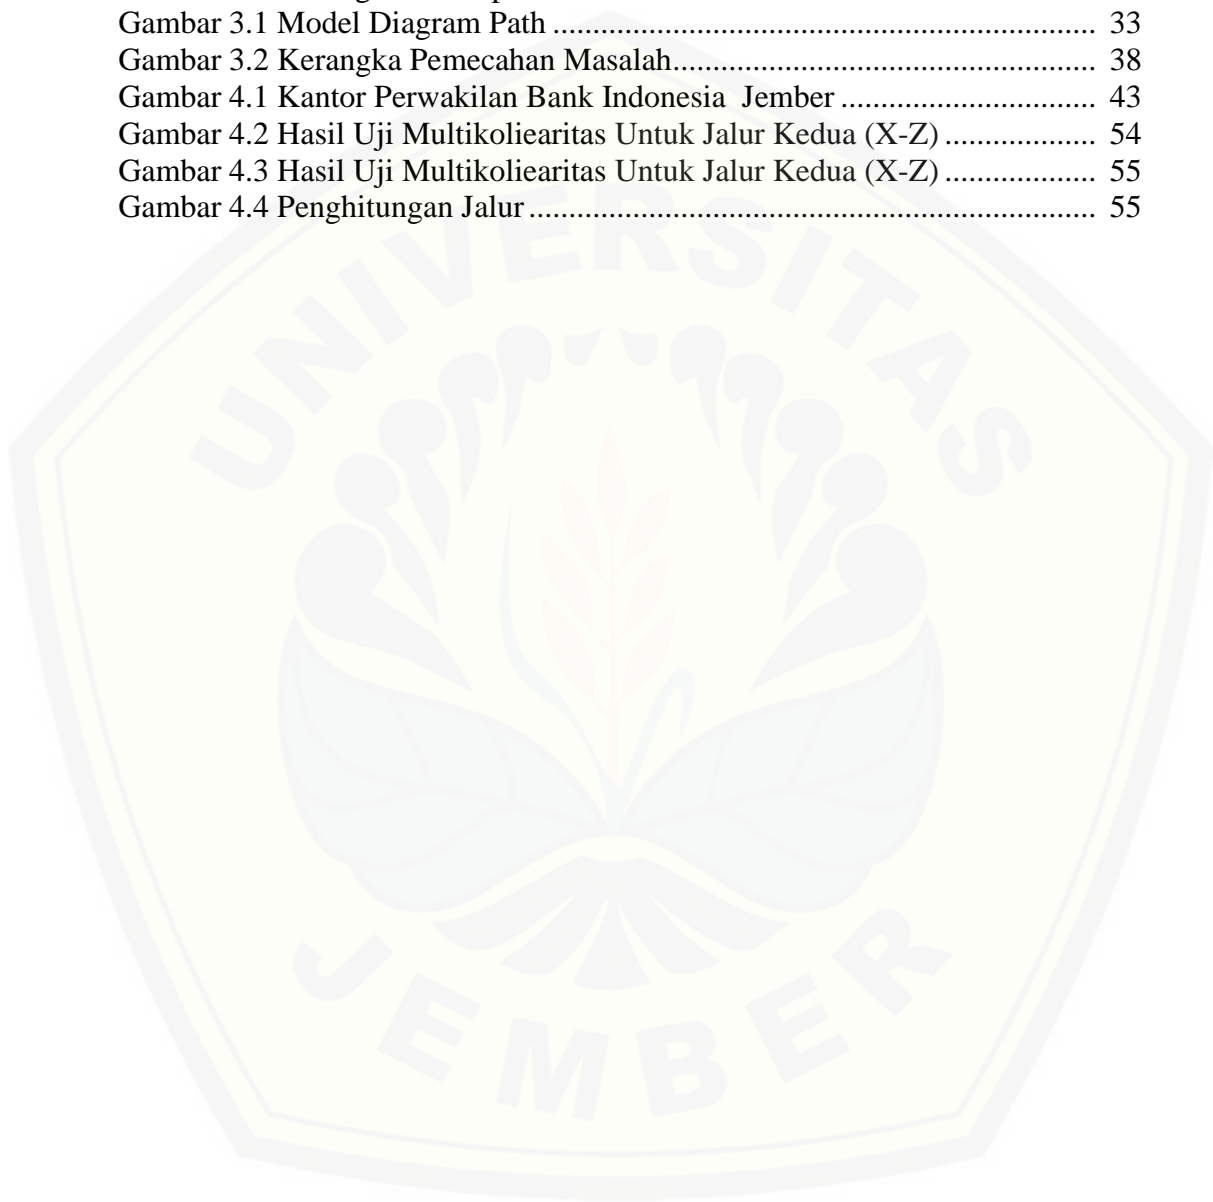 Gambar 3.1 Model Diagram Path ...................................................................... 33
Gambar 3.2 Kerangka Pemecahan Masalah....................................................... 38
Gambar 4.1 Kantor Perwakilan Bank Indonesia  Jember ................................. 43
Gambar 4.2 Hasil Uji Multikoliearitas Untuk Jalur Kedua (X-Z) ................... 54
Gambar 4.3 Hasil Uji Multikoliearitas Untuk Jalur Kedua (X-Z) ................... 55
Gambar 4.4 Penghitungan Jalur ......................................................................... 55
UNIVERSITAS
JEMBER